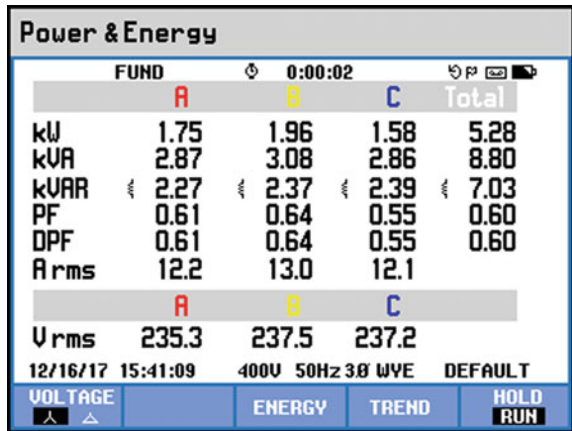 Power & Energy
FUND 0:00:02
A B C Total
kW 1.75 1.96 1.58 5.28
kVA 2.87 3.08 2.86 8.80
kVAR 2.27 2.37 2.39 7.03
PF 0.61 0.64 0.55 0.60
DPF 0.61 0.64 0.55 0.60
A rms 12.2 13.0 12.1
A B C
V rms 235.3 237.5 237.2
12/16/17 15:41:09 400V 50Hz 3Ø WYE DEFAULT
VOLTAGE ENERGY TREND HOLD
RUN